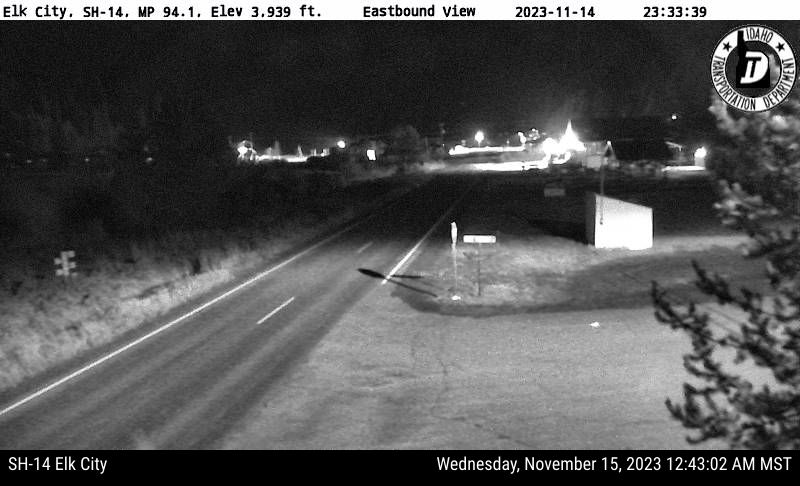 Elk City, SH-14, MP 94.1, Elev 3,939 ft. Eastbound View 2023-11-14 23:33:39
IDAHO
TRANSPORTATION DEPARTMENT
SH-14 Elk City Wednesday, November 15, 2023 12:43:02 AM MST